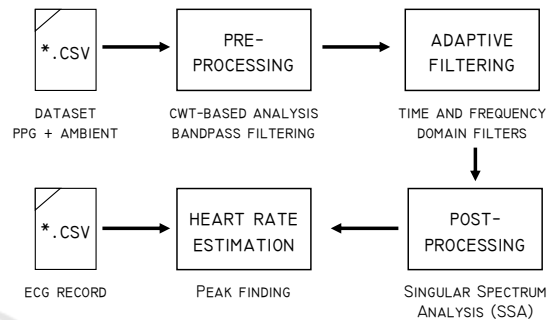 *.CSV
PRE-
PROCESSING
ADAPTIVE
FILTERING
DATASET
PPG + AMBIENT
CWT-BASED ANALYSIS
BANDPASS FILTERING
TIME AND FREQUENCY
DOMAIN FILTERS
*.CSV
HEART RATE
ESTIMATION
POST-
PROCESSING
ECG RECORD
PEAK FINDING
SINGULAR SPECTRUM
ANALYSIS (SSA)